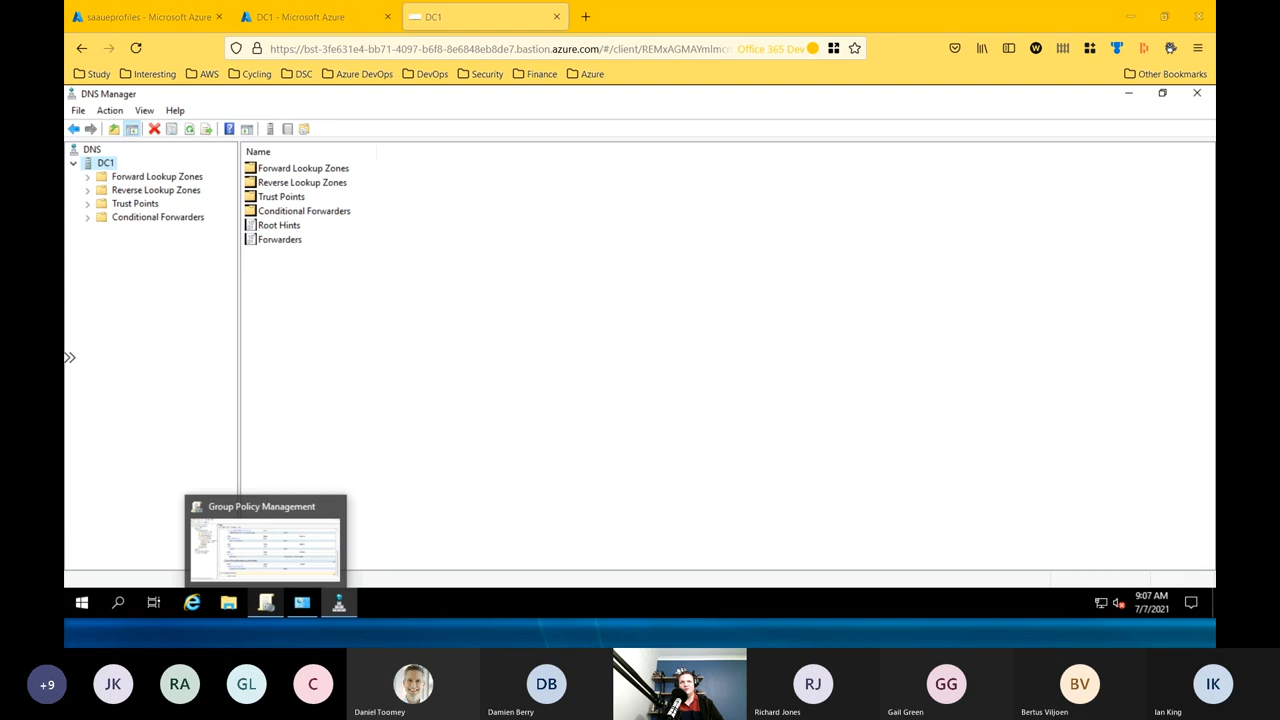 saaueprofiles - Microsoft Azure
DC1 - Microsoft Azure
DC1
https://bst-3fe631e4-bb71-4097-b6f8-8e6848eb8de7.bastion.azure.com/#/client/REMxAGMAYmlmcn
Office 365 Dev
Study
Interesting
AWS
Cycling
DSC
Azure DevOps
DevOps
Security
Finance
Azure
Other Bookmarks
DNS Manager
File Action View Help
DNS
DC1
Forward Lookup Zones
Reverse Lookup Zones
Trust Points
Conditional Forwarders
Name
Forward Lookup Zones
Reverse Lookup Zones
Trust Points
Conditional Forwarders
Root Hints
Forwarders
Group Policy Management
9:07 AM
7/7/2021
+9
JK
RA
GL
C
Daniel Toomey
DB
Damien Berry
RJ
Richard Jones
GG
Gail Green
BV
Bertus Viljoen
IK
Ian King